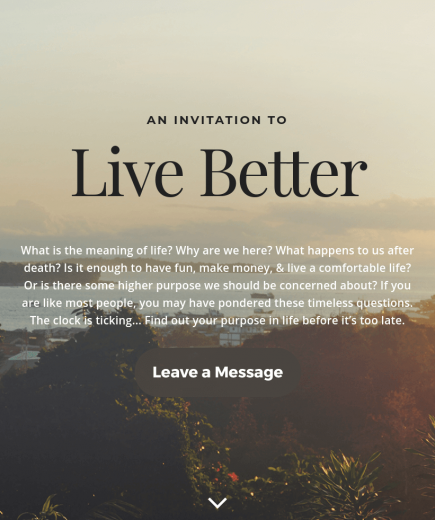 AN INVITATION TO
Live Better
What is the meaning of life? Why are we here? What happens to us after
death? Is it enough to have fun, make money, & live a comfortable life?
Or is there some higher purpose we should be concerned about? If you
are like most people, you may have pondered these timeless questions.
The clock is ticking... Find out your purpose in life before it’s too late.
Leave a Message